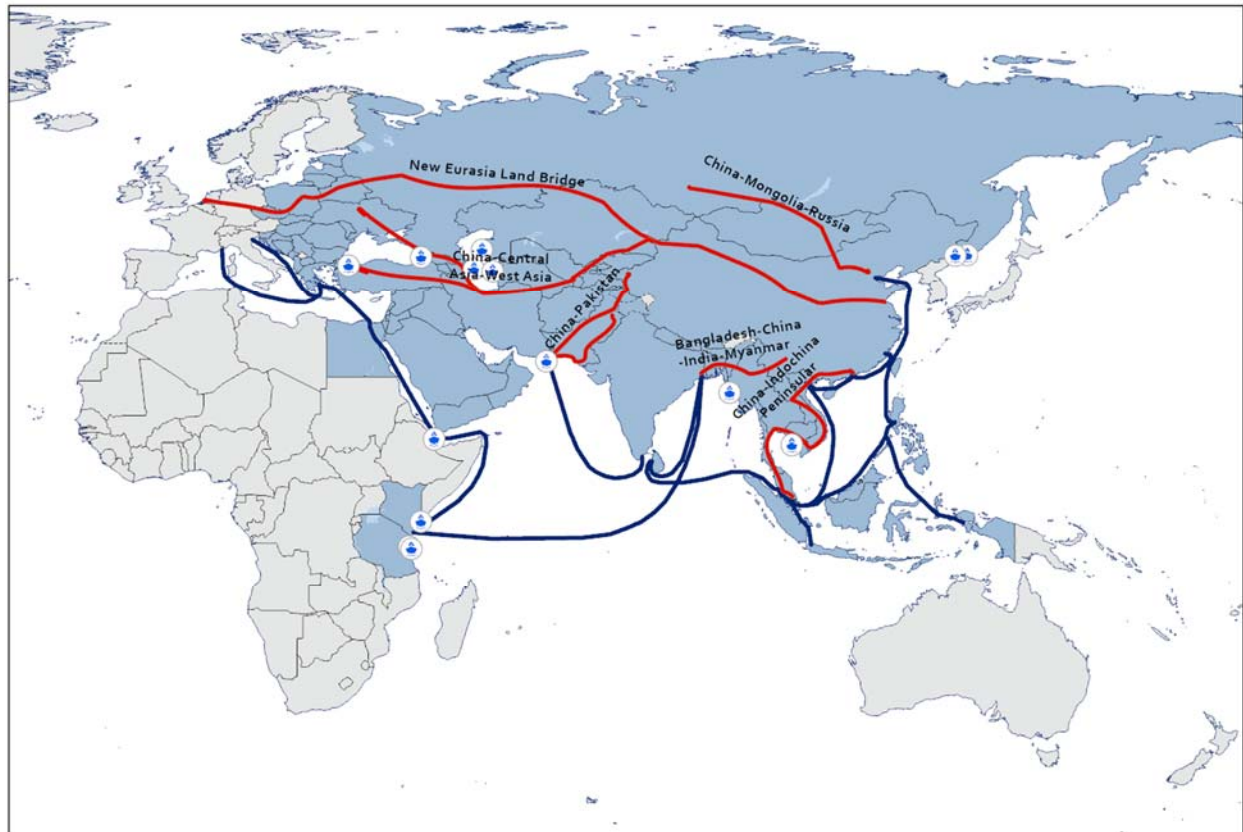 New Eurasia Land Bridge
China-Mongolia-Russia
China-Central
Asia-West Asia
China-Pakistan
Bangladesh-China
-India-Myanmar
China-Indochina
Peninsular